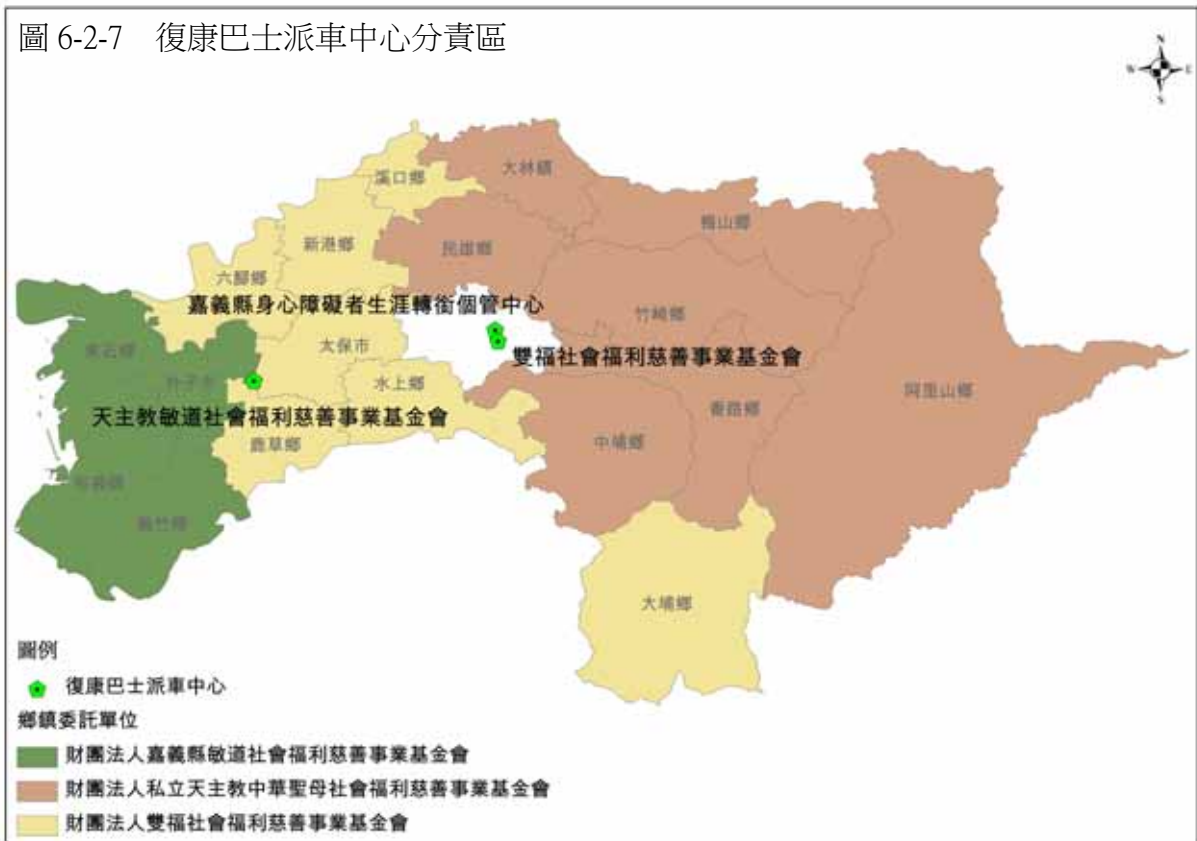 圖 6-2-7 復康巴士派車中心分責區
N
W E
S
大林鎮
溪口鄉
梅山鄉
新港鄉
民雄鄉
六腳鄉
嘉義縣身心障礙者生涯轉銜個管中心
竹崎鄉
太保市
雙福社會福利慈善事業基金會
東石鄉
朴子市
水上鄉
阿里山鄉
番路鄉
天主教敏道社會福利慈善事業基金會
中埔鄉
鹿草鄉
布袋鎮
義竹鄉
大埔鄉
圖例
復康巴士派車中心
鄉鎮委託單位
財團法人嘉義縣敏道社會福利慈善事業基金會
財團法人私立天主教中華聖母社會福利慈善事業基金會
財團法人雙福社會福利慈善事業基金會